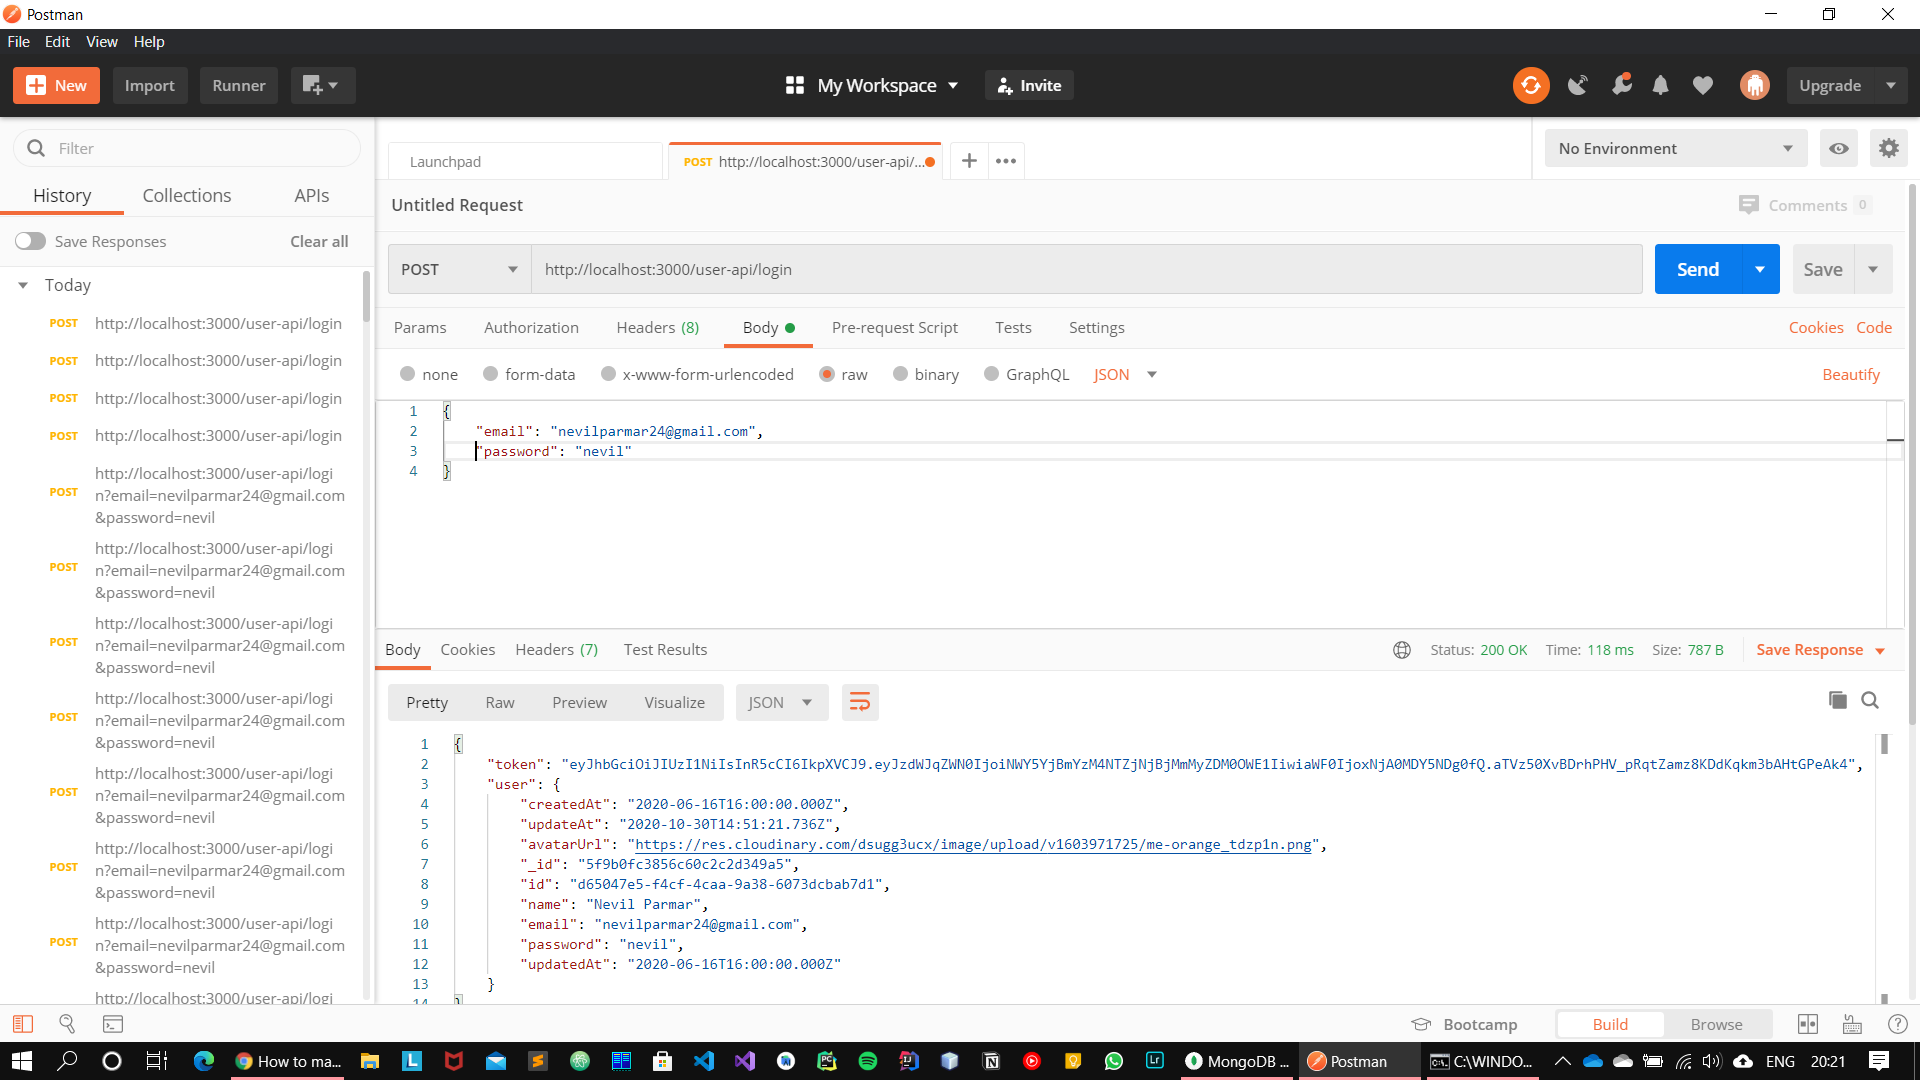 Postman
File Edit View Help
New Import Runner My Workspace Invite Upgrade
Filter
History Collections APIs
Save Responses Clear all
Today
POST http://localhost:3000/user-api/login
POST http://localhost:3000/user-api/login
POST http://localhost:3000/user-api/login
POST http://localhost:3000/user-api/login
POST http://localhost:3000/user-api/logi
n?email=nevilparmar24@gmail.com
&password=nevil
POST http://localhost:3000/user-api/logi
n?email=nevilparmar24@gmail.com
&password=nevil
POST http://localhost:3000/user-api/logi
n?email=nevilparmar24@gmail.com
&password=nevil
POST http://localhost:3000/user-api/logi
n?email=nevilparmar24@gmail.com
&password=nevil
POST http://localhost:3000/user-api/logi
n?email=nevilparmar24@gmail.com
&password=nevil
POST http://localhost:3000/user-api/logi
n?email=nevilparmar24@gmail.com
&password=nevil
POST http://localhost:3000/user-api/logi
n?email=nevilparmar24@gmail.com
&password=nevil
http://localhost:3000/user-api/logi
Launchpad POST http://localhost:3000/user-api/... No Environment
Untitled Request Comments 0
POST http://localhost:3000/user-api/login Send Save
Params Authorization Headers (8) Body Pre-request Script Tests Settings Cookies Code
none form-data x-www-form-urlencoded raw binary GraphQL JSON Beautify
1 {
2 "email": "nevilparmar24@gmail.com",
3 "password": "nevil"
4 }
Body Cookies Headers (7) Test Results Status: 200 OK Time: 118 ms Size: 787 B Save Response
Pretty Raw Preview Visualize JSON
1 {
2 "token": "eyJhbGciOiJIUzI1NiIsInR5cCI6IkpXVCJ9.eyJzdWJqZWN0IjoiNWY5YjBmYzM4NTZjNjBjMmMyZDM0OWE1IiwiaWF0IjoxNjA0MDY5NDg0fQ.aTVz50XvBDrhPHV_pRqtZamz8KDdKqkm3bAHtGPeAk4",
3 "user": {
4 "createdAt": "2020-06-16T16:00:00.000Z",
5 "updateAt": "2020-10-30T14:51:21.736Z",
6 "avatarUrl": "https://res.cloudinary.com/dsugg3ucx/image/upload/v1603971725/me-orange_tdzp1n.png",
7 "_id": "5f9b0fc3856c60c2c2d349a5",
8 "id": "d65047e5-f4cf-4caa-9a38-6073dcbab7d1",
9 "name": "Nevil Parmar",
10 "email": "nevilparmar24@gmail.com",
11 "password": "nevil",
12 "updatedAt": "2020-06-16T16:00:00.000Z"
13 }
14 }
Bootcamp Build Browse
How to ma... MongoDB ... Postman C:\WINDO... ENG 20:21